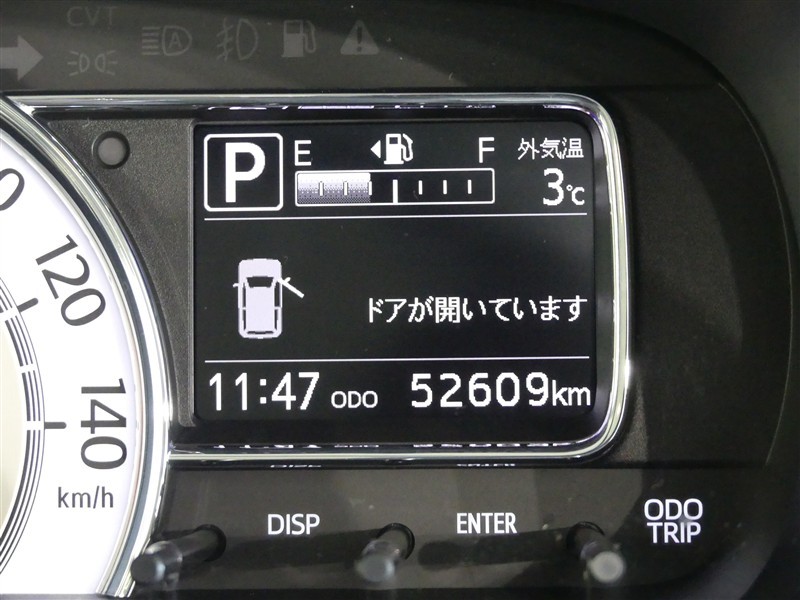 CVT
P E F 外気温
3℃
120
ドアが開いています
11:47 ODO 52609km
140
km/h
DISP ENTER ODO
TRIP